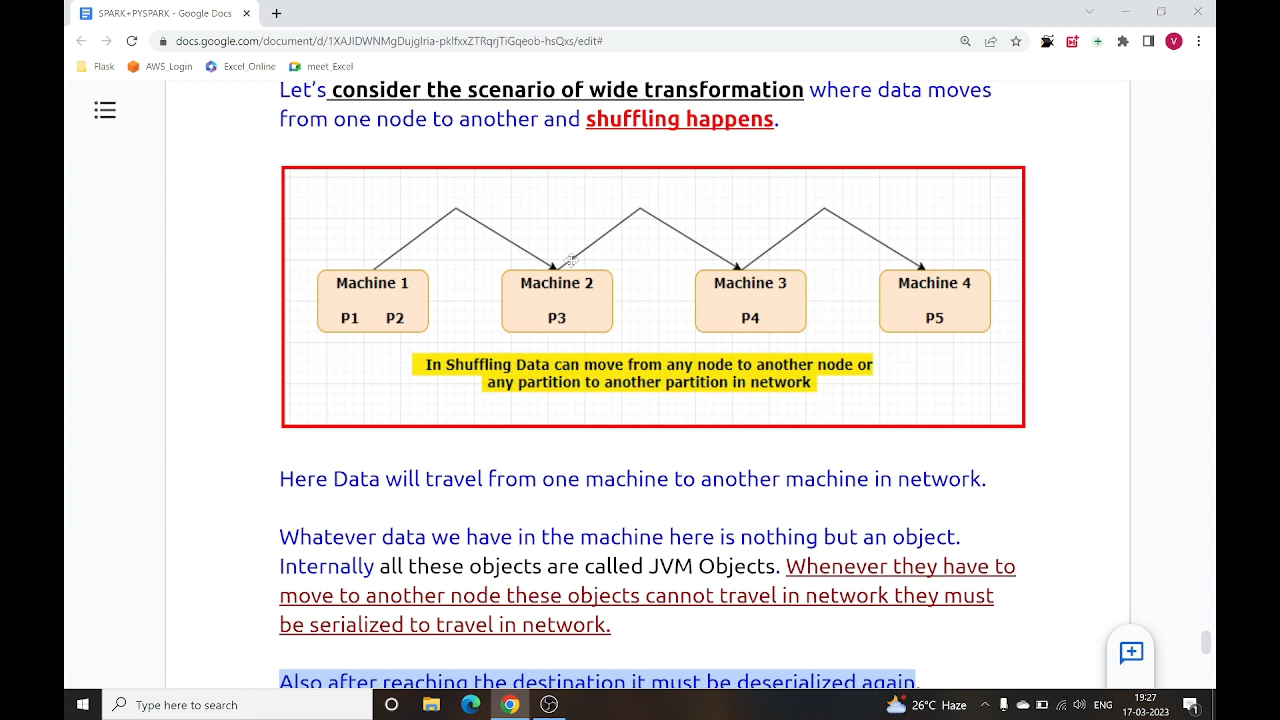 SPARK+PYSPARK - Google Docs
docs.google.com/document/d/1XAJIDWNMgDujgIria-pkIfxxZTRqrjTiGqeob-hsQxs/edit#
V
Flask AWS_Login Excel_Online meet_Excel
Let's consider the scenario of wide transformation where data moves
from one node to another and shuffling happens.
Machine 1 Machine 2 Machine 3 Machine 4
P1 P2 P3 P4 P5
In Shuffling Data can move from any node to another node or
any partition to another partition in network
Here Data will travel from one machine to another machine in network.
Whatever data we have in the machine here is nothing but an object.
Internally all these objects are called JVM Objects. Whenever they have to
move to another node these objects cannot travel in network they must
be serialized to travel in network.
Also after reaching the destination it must be deserialized again.
Type here to search
26°C Haze
ENG
19:27
17-03-2023
1